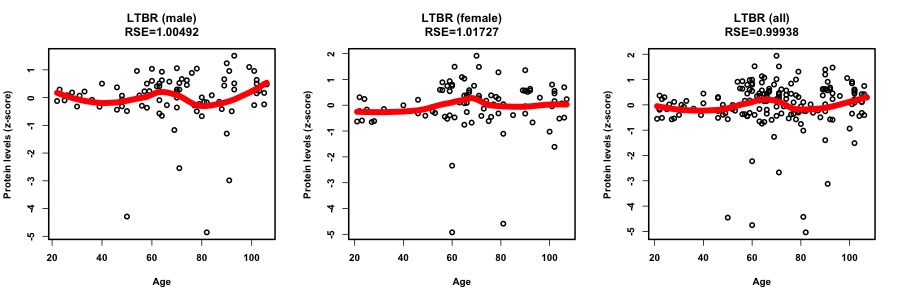 LTBR (male)
RSE=1.00492
Protein levels (z-score)
1
0
-1
-2
-3
-4
-5
20 40 60 80 100
Age
LTBR (female)
RSE=1.01727
Protein levels (z-score)
2
1
0
-1
-2
-3
-4
-5
20 40 60 80 100
Age
LTBR (all)
RSE=0.99938
Protein levels (z-score)
2
1
0
-1
-2
-3
-4
-5
20 40 60 80 100
Age